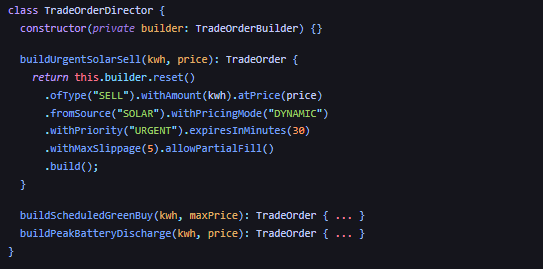 class TradeOrderDirector {
  constructor(private builder: TradeOrderBuilder) {}

  buildUrgentSolarSell(kwh, price): TradeOrder {
    return this.builder.reset()
      .ofType("SELL").withAmount(kwh).atPrice(price)
      .fromSource("SOLAR").withPricingMode("DYNAMIC")
      .withPriority("URGENT").expiresInMinutes(30)
      .withMaxSlippage(5).allowPartialFill()
      .build();
  }

  buildScheduledGreenBuy(kwh, maxPrice): TradeOrder { ... }
  buildPeakBatteryDischarge(kwh, price): TradeOrder { ... }
}